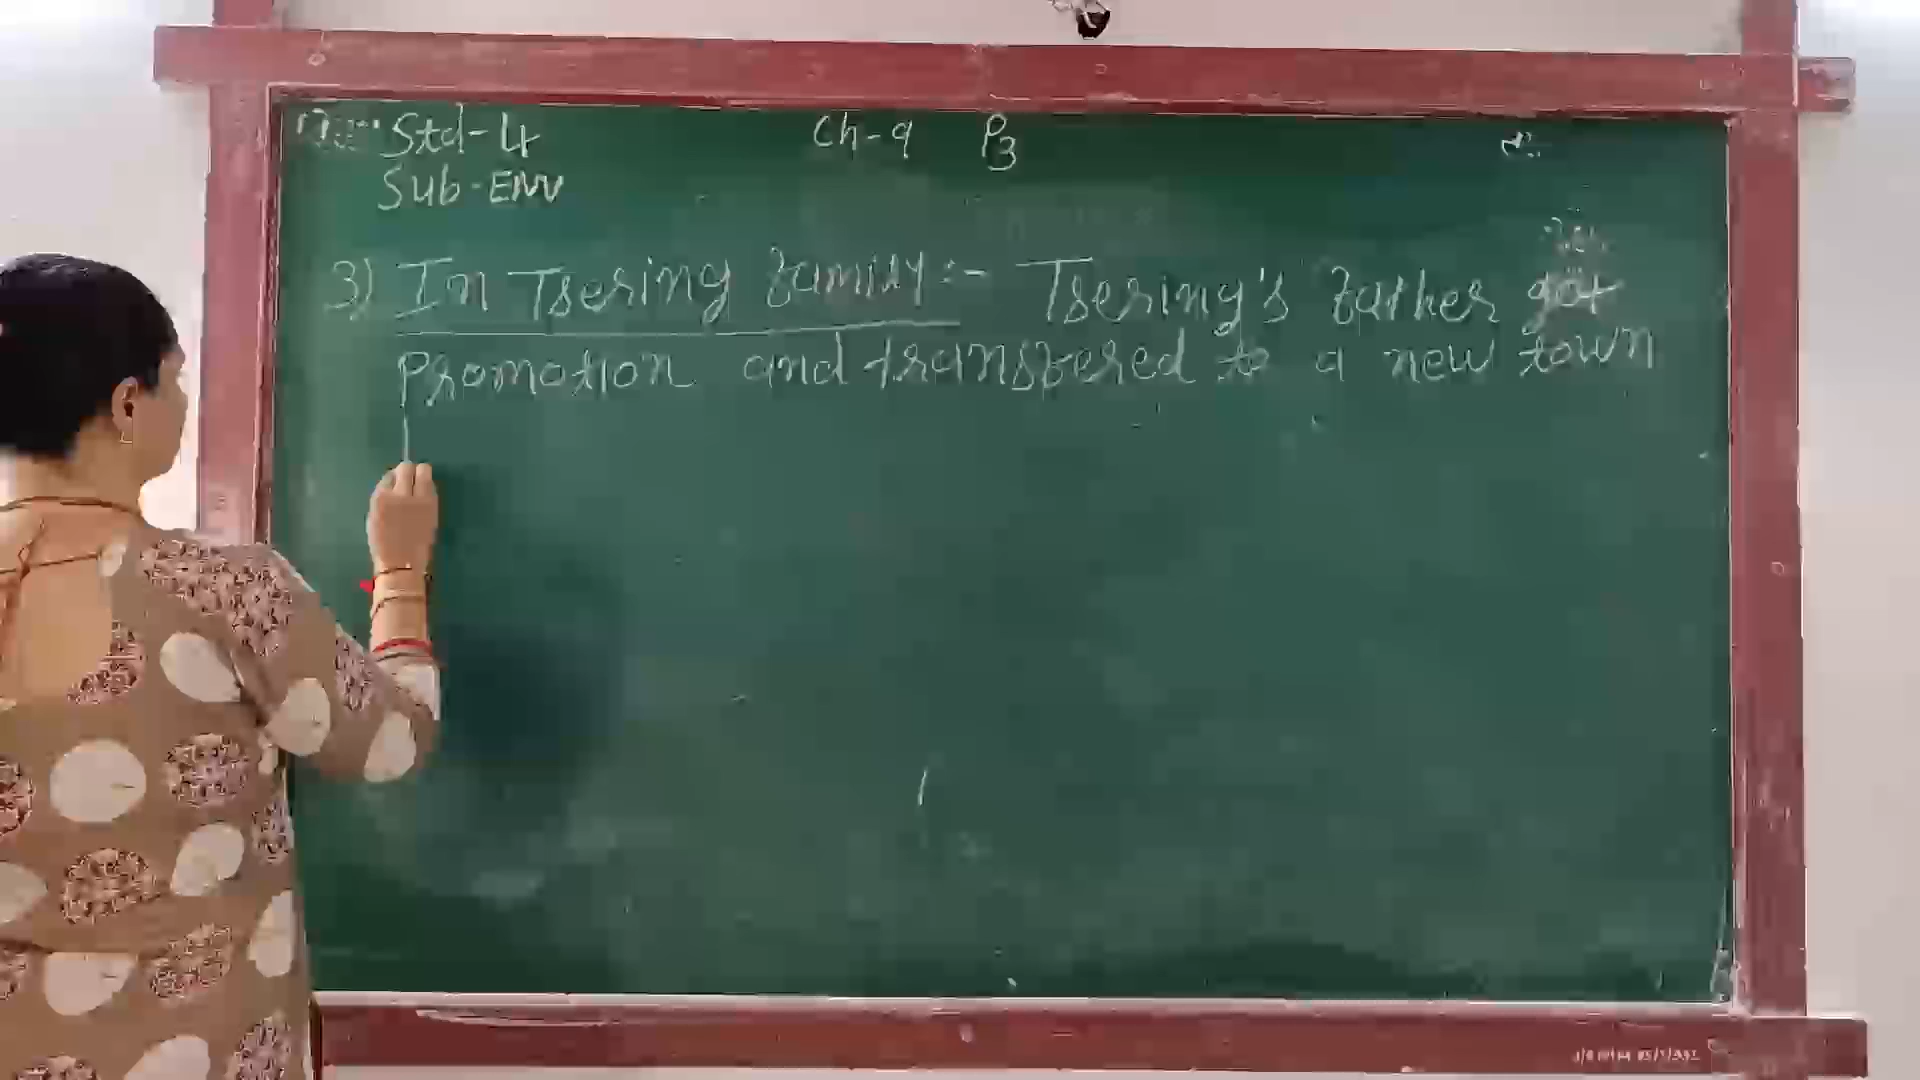 Std-4 Ch-9 P3
Sub-ENV
3) In Tsering family:- Tsering's father got
promotion and transfered to a new town